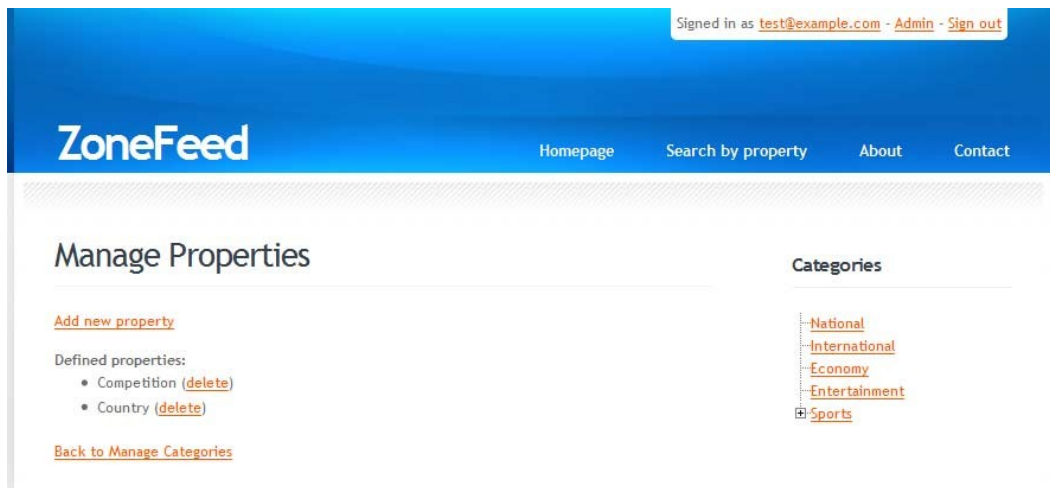 Signed in as test@example.com - Admin - Sign out
ZoneFeed
Homepage Search by property About Contact
Manage Properties
Add new property
Defined properties:
• Competition (delete)
• Country (delete)
Back to Manage Categories
Categories
National
International
Economy
Entertainment
Sports